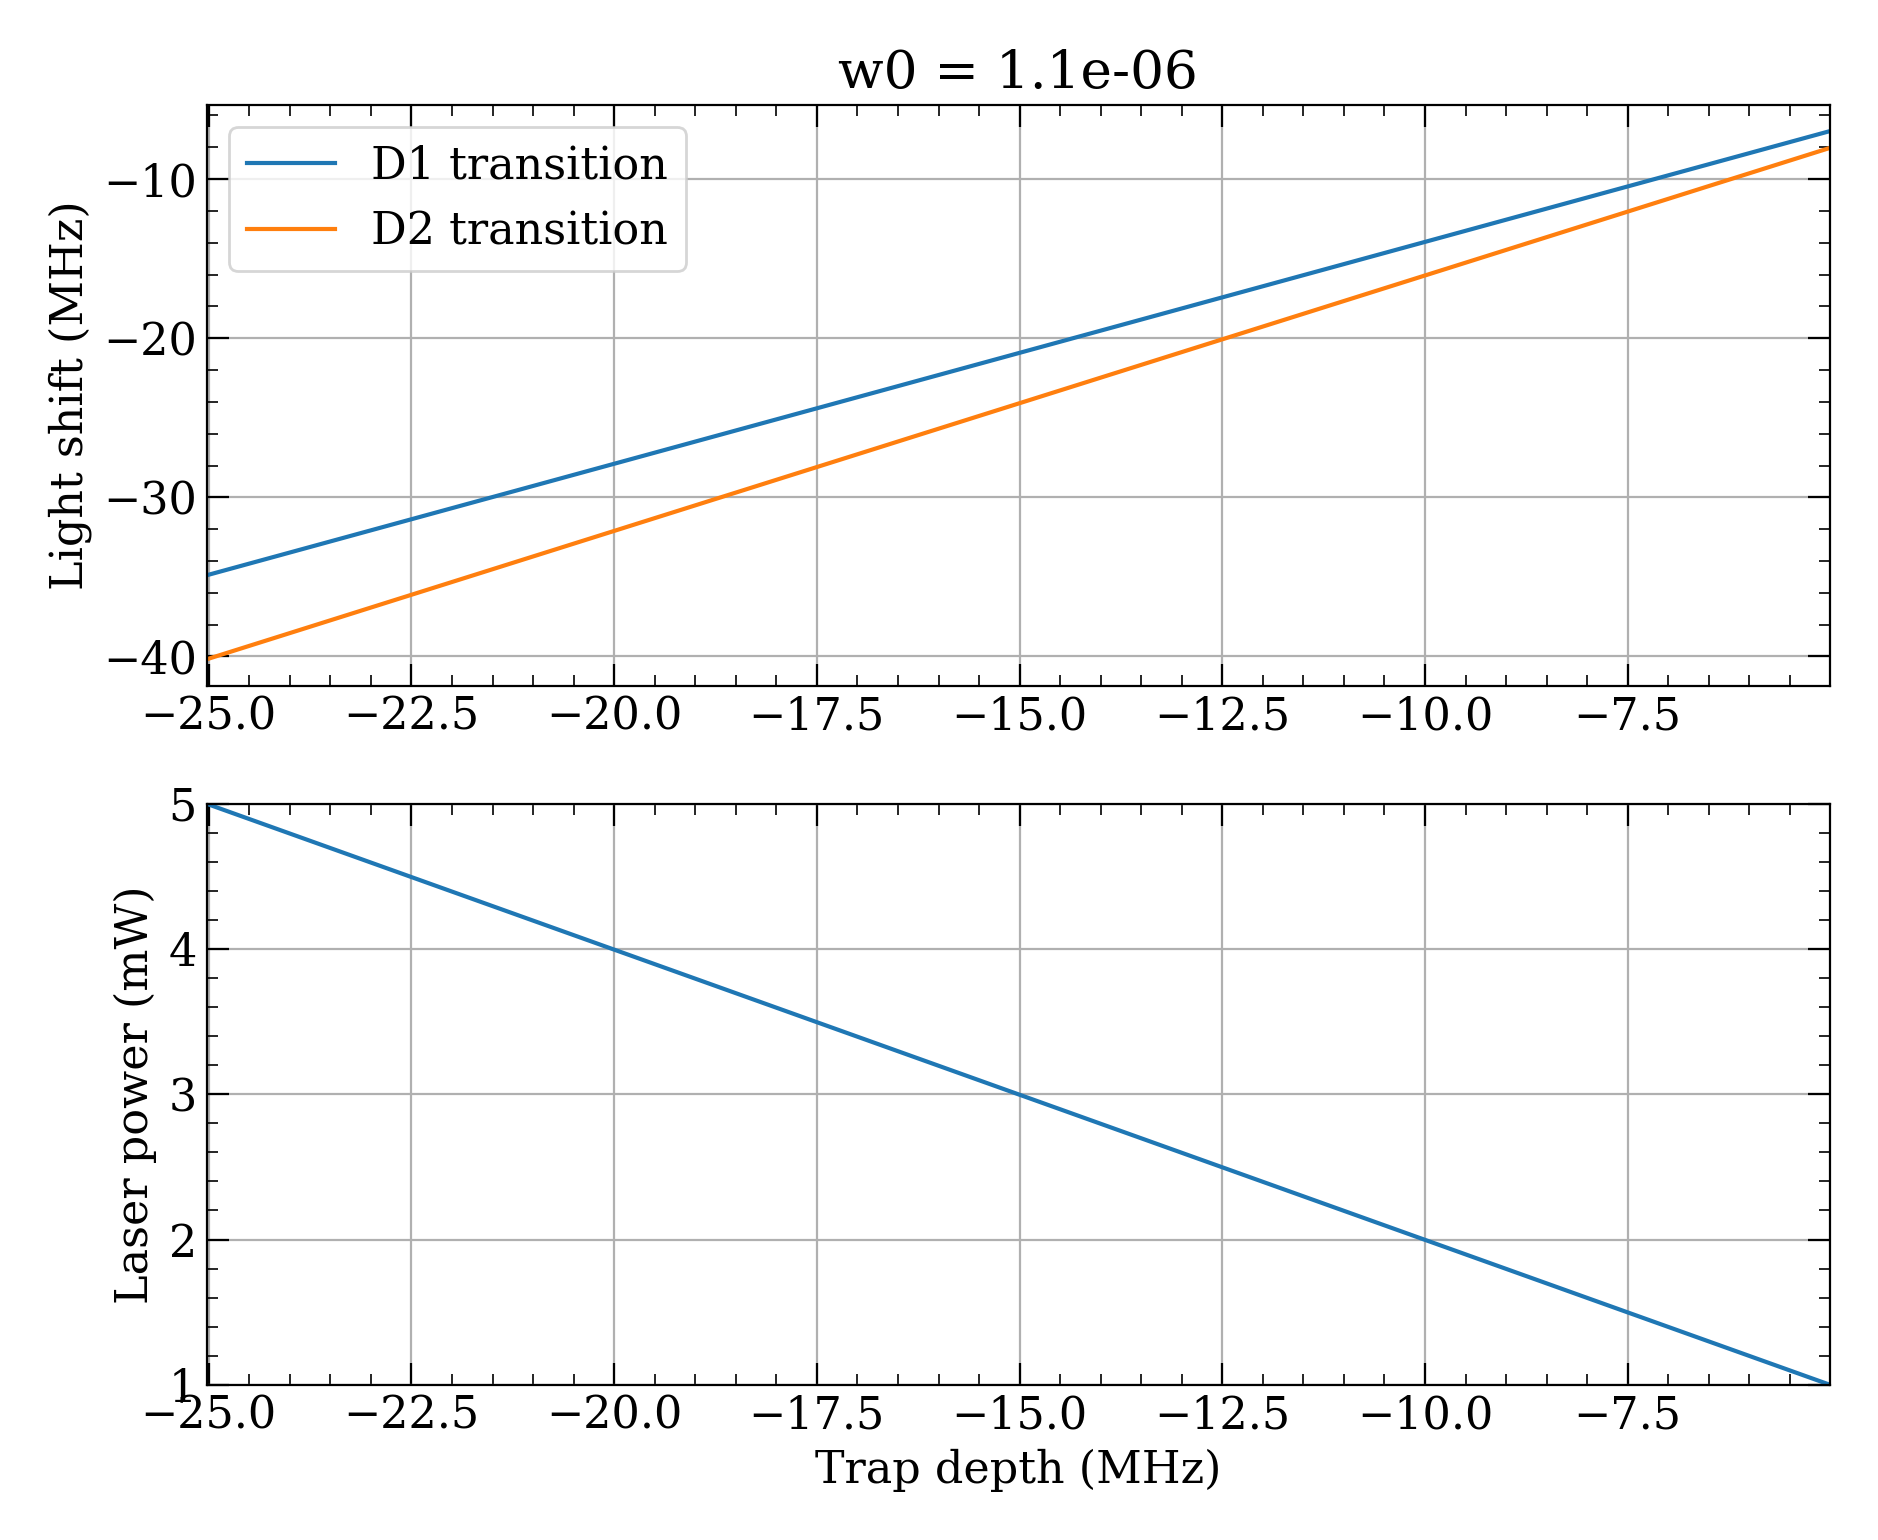 w0 = 1.1e-06
D1 transition
D2 transition
Light shift (MHz)
−10
−20
−30
−40
−25.0 −22.5 −20.0 −17.5 −15.0 −12.5 −10.0 −7.5
Laser power (mW)
5
4
3
2
1
−25.0 −22.5 −20.0 −17.5 −15.0 −12.5 −10.0 −7.5
Trap depth (MHz)